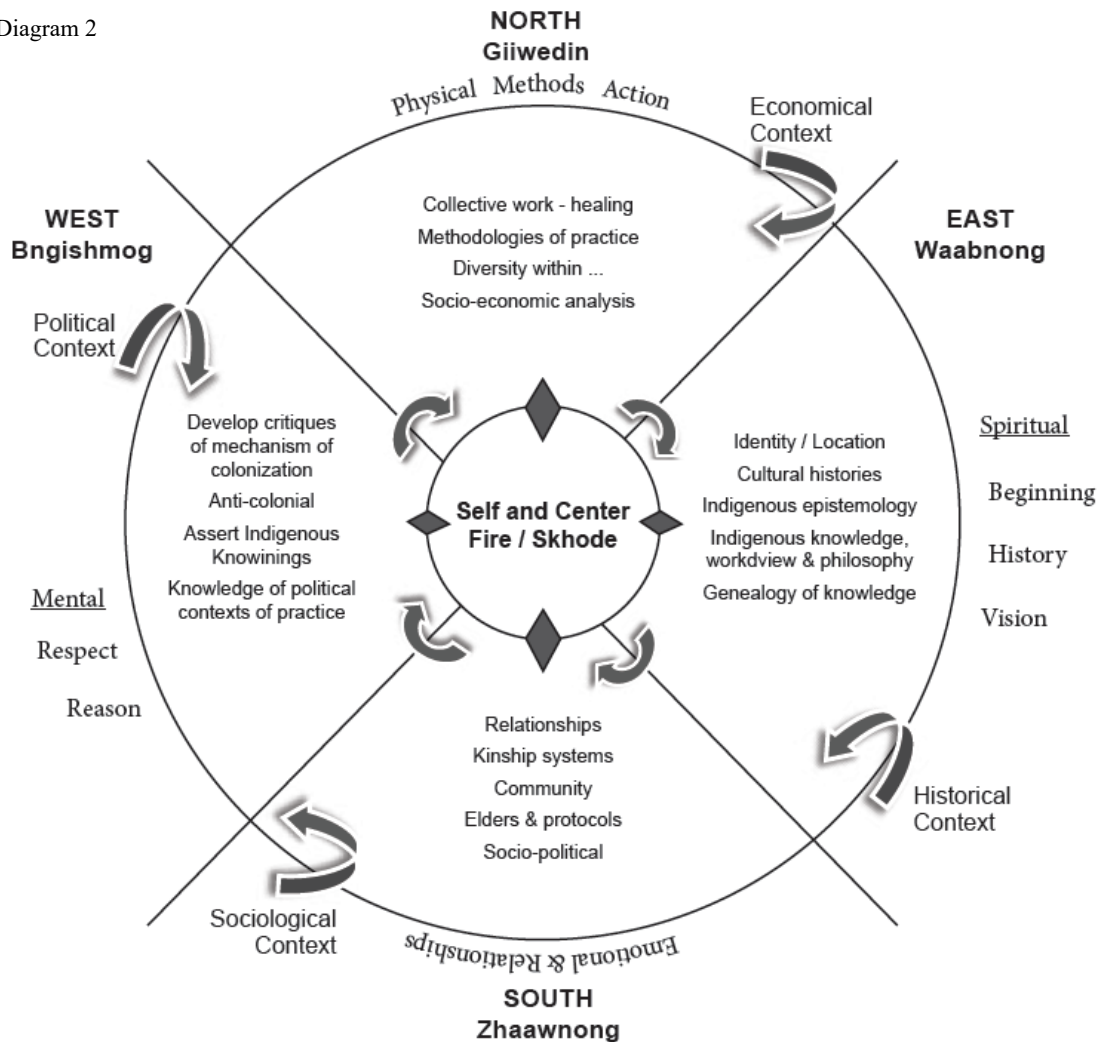 Diagram 2
NORTH
Giiwedin
Physical Methods Action
Economical
Context
WEST
Bngishmog
EAST
Waabnong
Collective work - healing
Methodologies of practice
Diversity within ...
Socio-economic analysis
Political
Context
Develop critiques
of mechanism of
colonization
Anti-colonial
Assert Indigenous
Knowinings
Knowledge of political
contexts of practice
Self and Center
Fire / Skhode
Identity / Location
Cultural histories
Indigenous epistemology
Indigenous knowledge,
workdview & philosophy
Genealogy of knowledge
Spiritual
Beginning
History
Vision
Mental
Respect
Reason
Relationships
Kinship systems
Community
Elders & protocols
Socio-political
Historical
Context
Sociological
Context
Emotional & Relationships
SOUTH
Zhaawnong